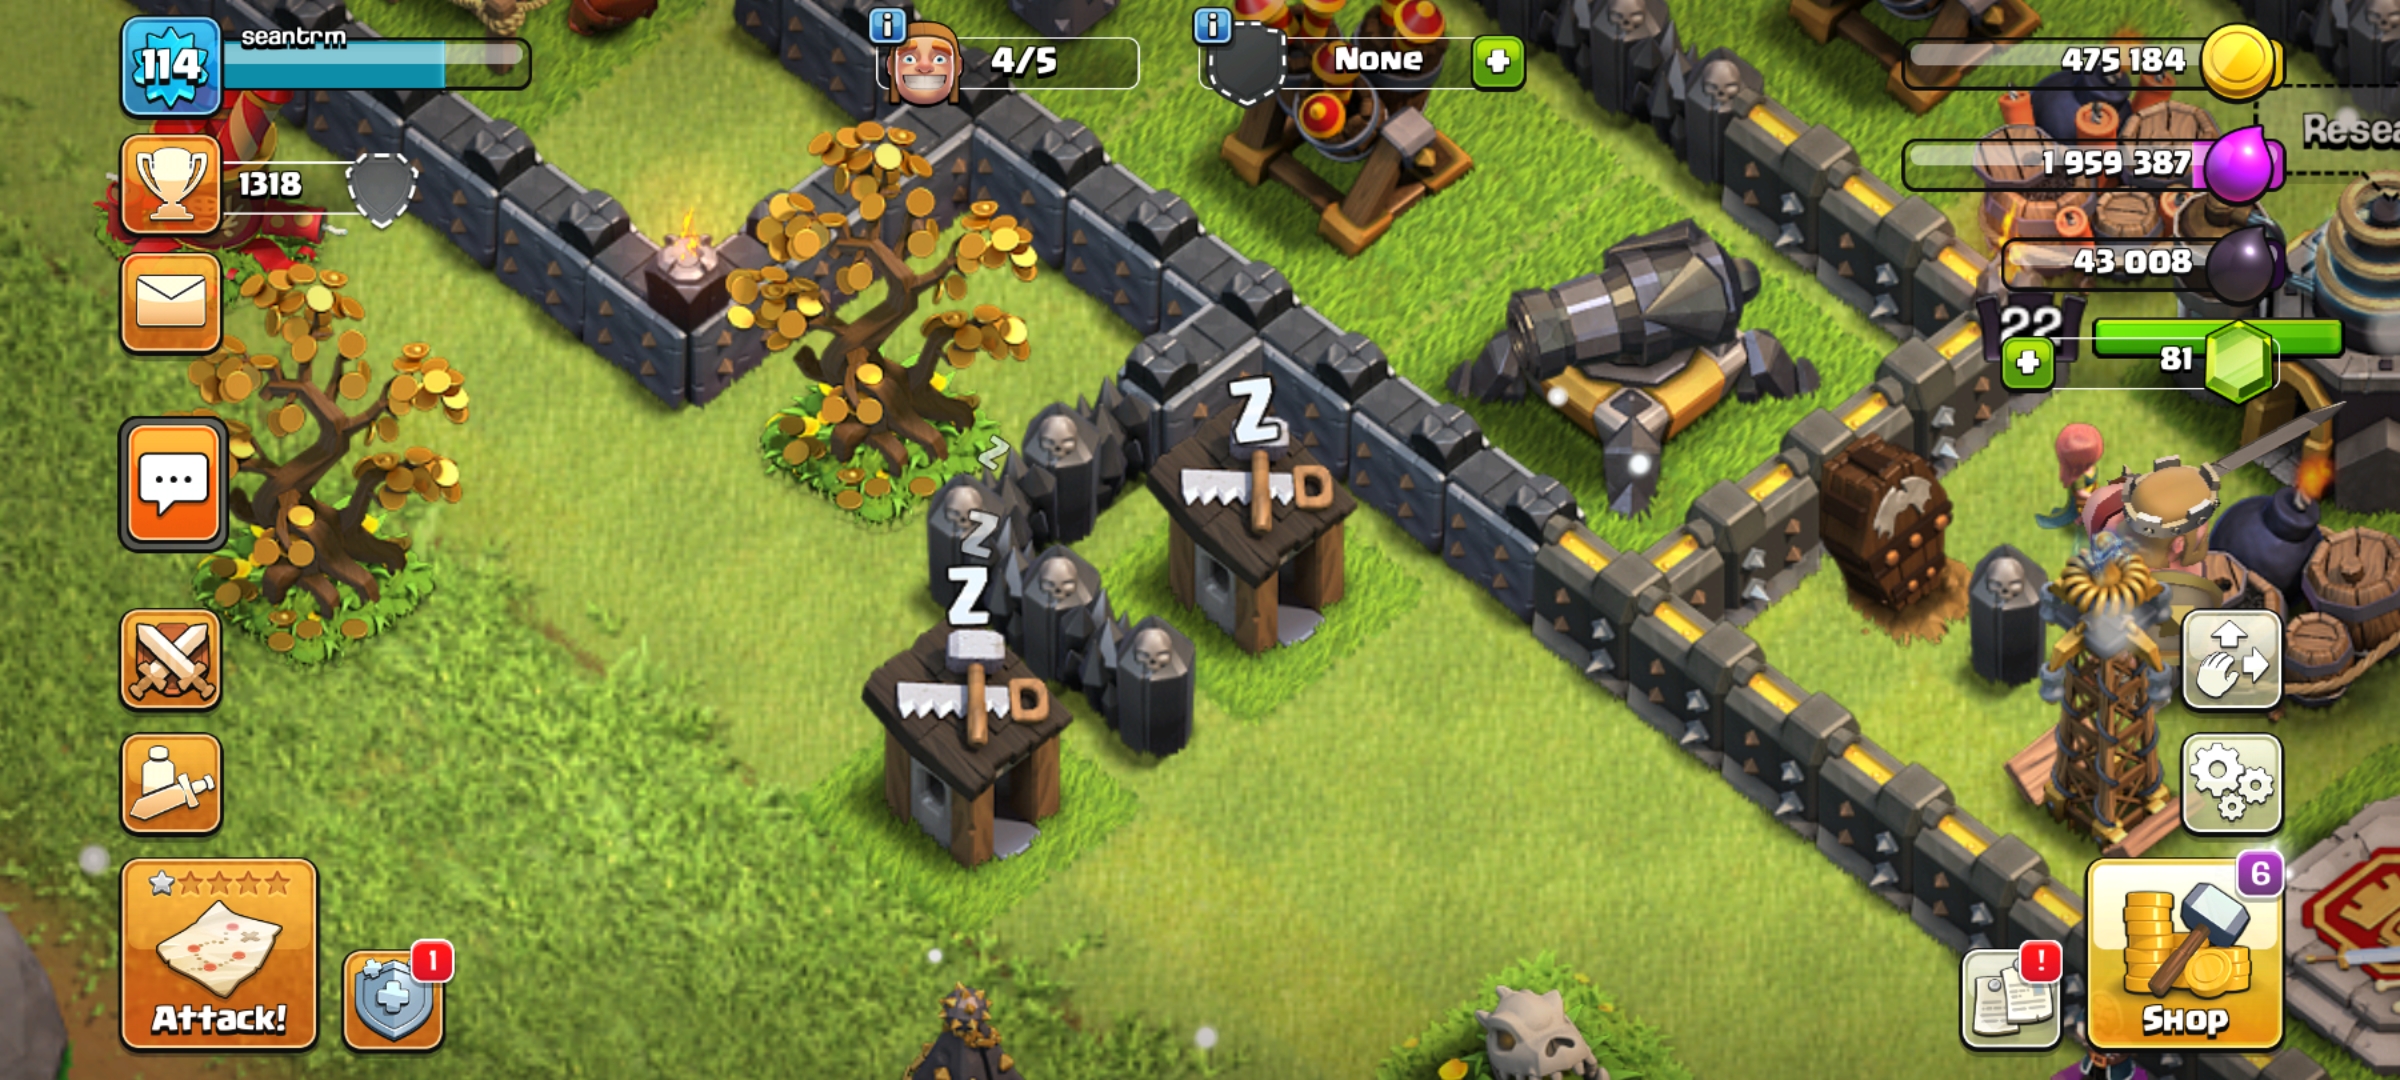 114
seantrm
4/5
None
475 184
1318
1 959 387
Resea
43 008
22
81
Z
Z
Z
Z
6
1
!
Attack!
Shop